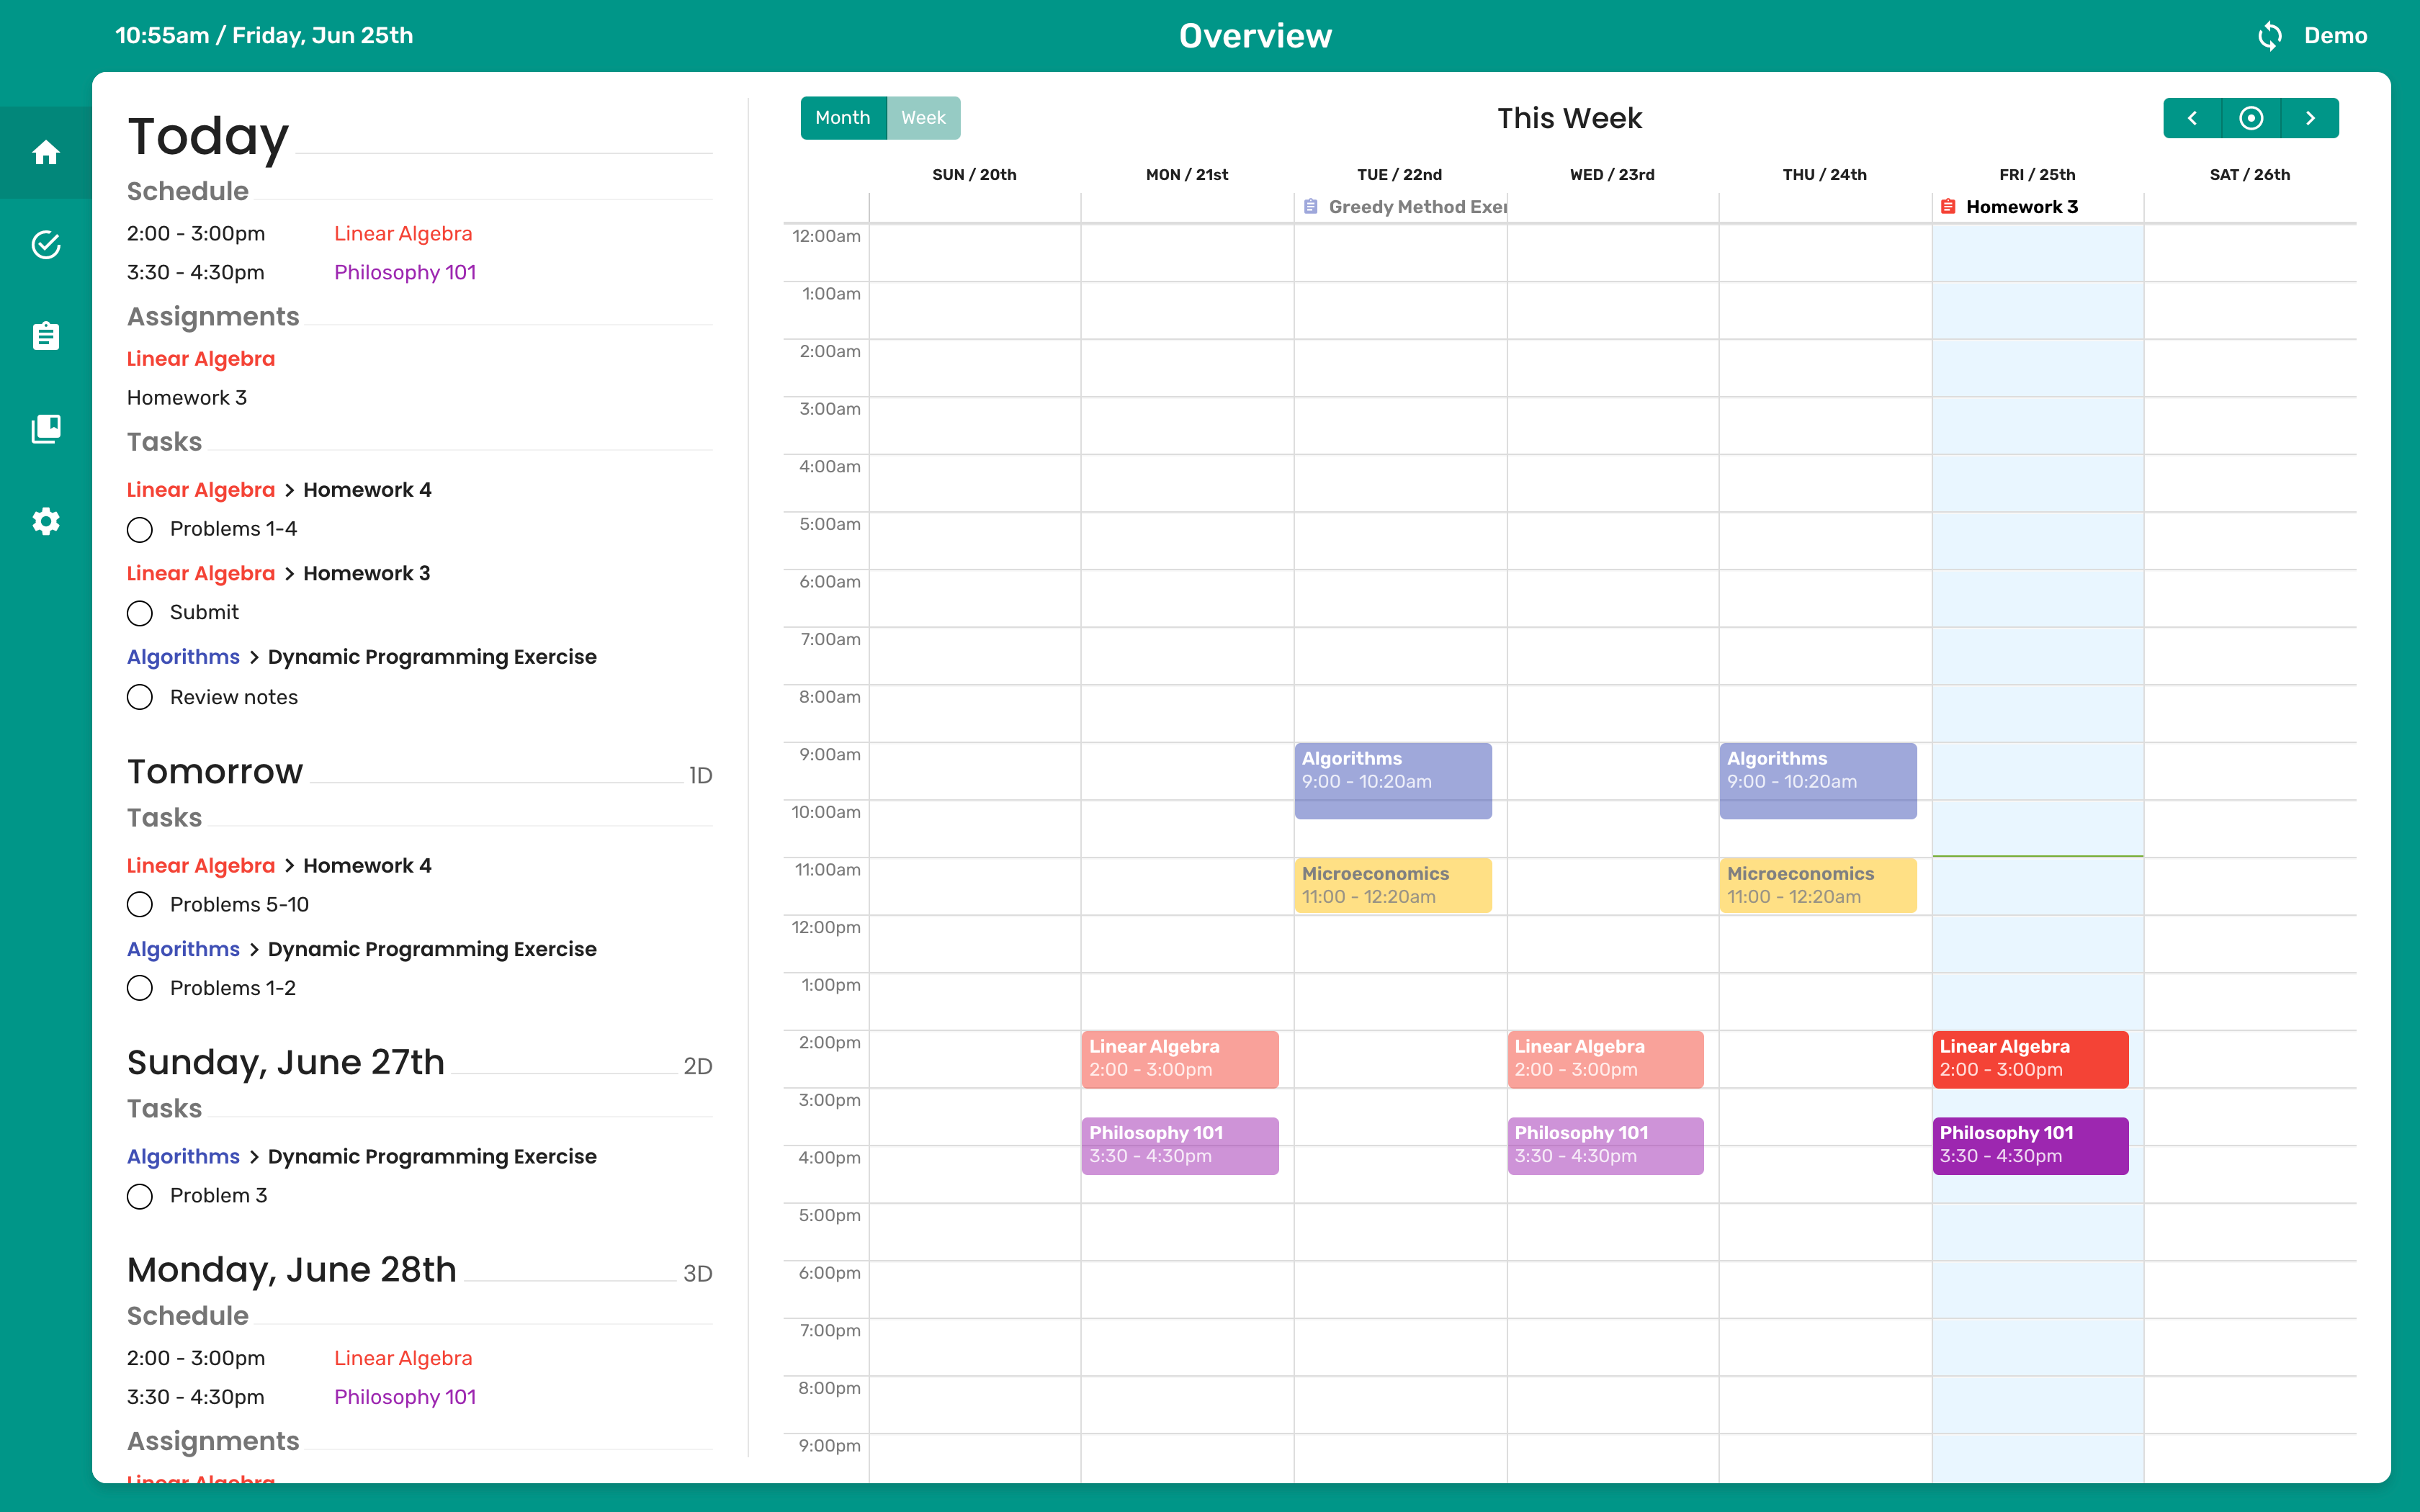 10:55am / Friday, Jun 25th
Overview
Demo
Today
Schedule
2:00 - 3:00pm Linear Algebra
3:30 - 4:30pm Philosophy 101
Assignments
Linear Algebra
Homework 3
Tasks
Linear Algebra > Homework 4
Problems 1-4
Linear Algebra > Homework 3
Submit
Algorithms > Dynamic Programming Exercise
Review notes
Tomorrow 1D
Tasks
Linear Algebra > Homework 4
Problems 5-10
Algorithms > Dynamic Programming Exercise
Problems 1-2
Sunday, June 27th 2D
Tasks
Algorithms > Dynamic Programming Exercise
Problem 3
Monday, June 28th 3D
Schedule
2:00 - 3:00pm Linear Algebra
3:30 - 4:30pm Philosophy 101
Assignments
Linear Algebra
Month Week
This Week
SUN / 20th MON / 21st TUE / 22nd WED / 23rd THU / 24th FRI / 25th SAT / 26th
Greedy Method Exer Homework 3
12:00am
1:00am
2:00am
3:00am
4:00am
5:00am
6:00am
7:00am
8:00am
9:00am
Algorithms Algorithms
9:00 - 10:20am 9:00 - 10:20am
10:00am
11:00am
Microeconomics Microeconomics
11:00 - 12:20am 11:00 - 12:20am
12:00pm
1:00pm
2:00pm
Linear Algebra Linear Algebra Linear Algebra
2:00 - 3:00pm 2:00 - 3:00pm 2:00 - 3:00pm
3:00pm
Philosophy 101 Philosophy 101 Philosophy 101
3:30 - 4:30pm 3:30 - 4:30pm 3:30 - 4:30pm
4:00pm
5:00pm
6:00pm
7:00pm
8:00pm
9:00pm